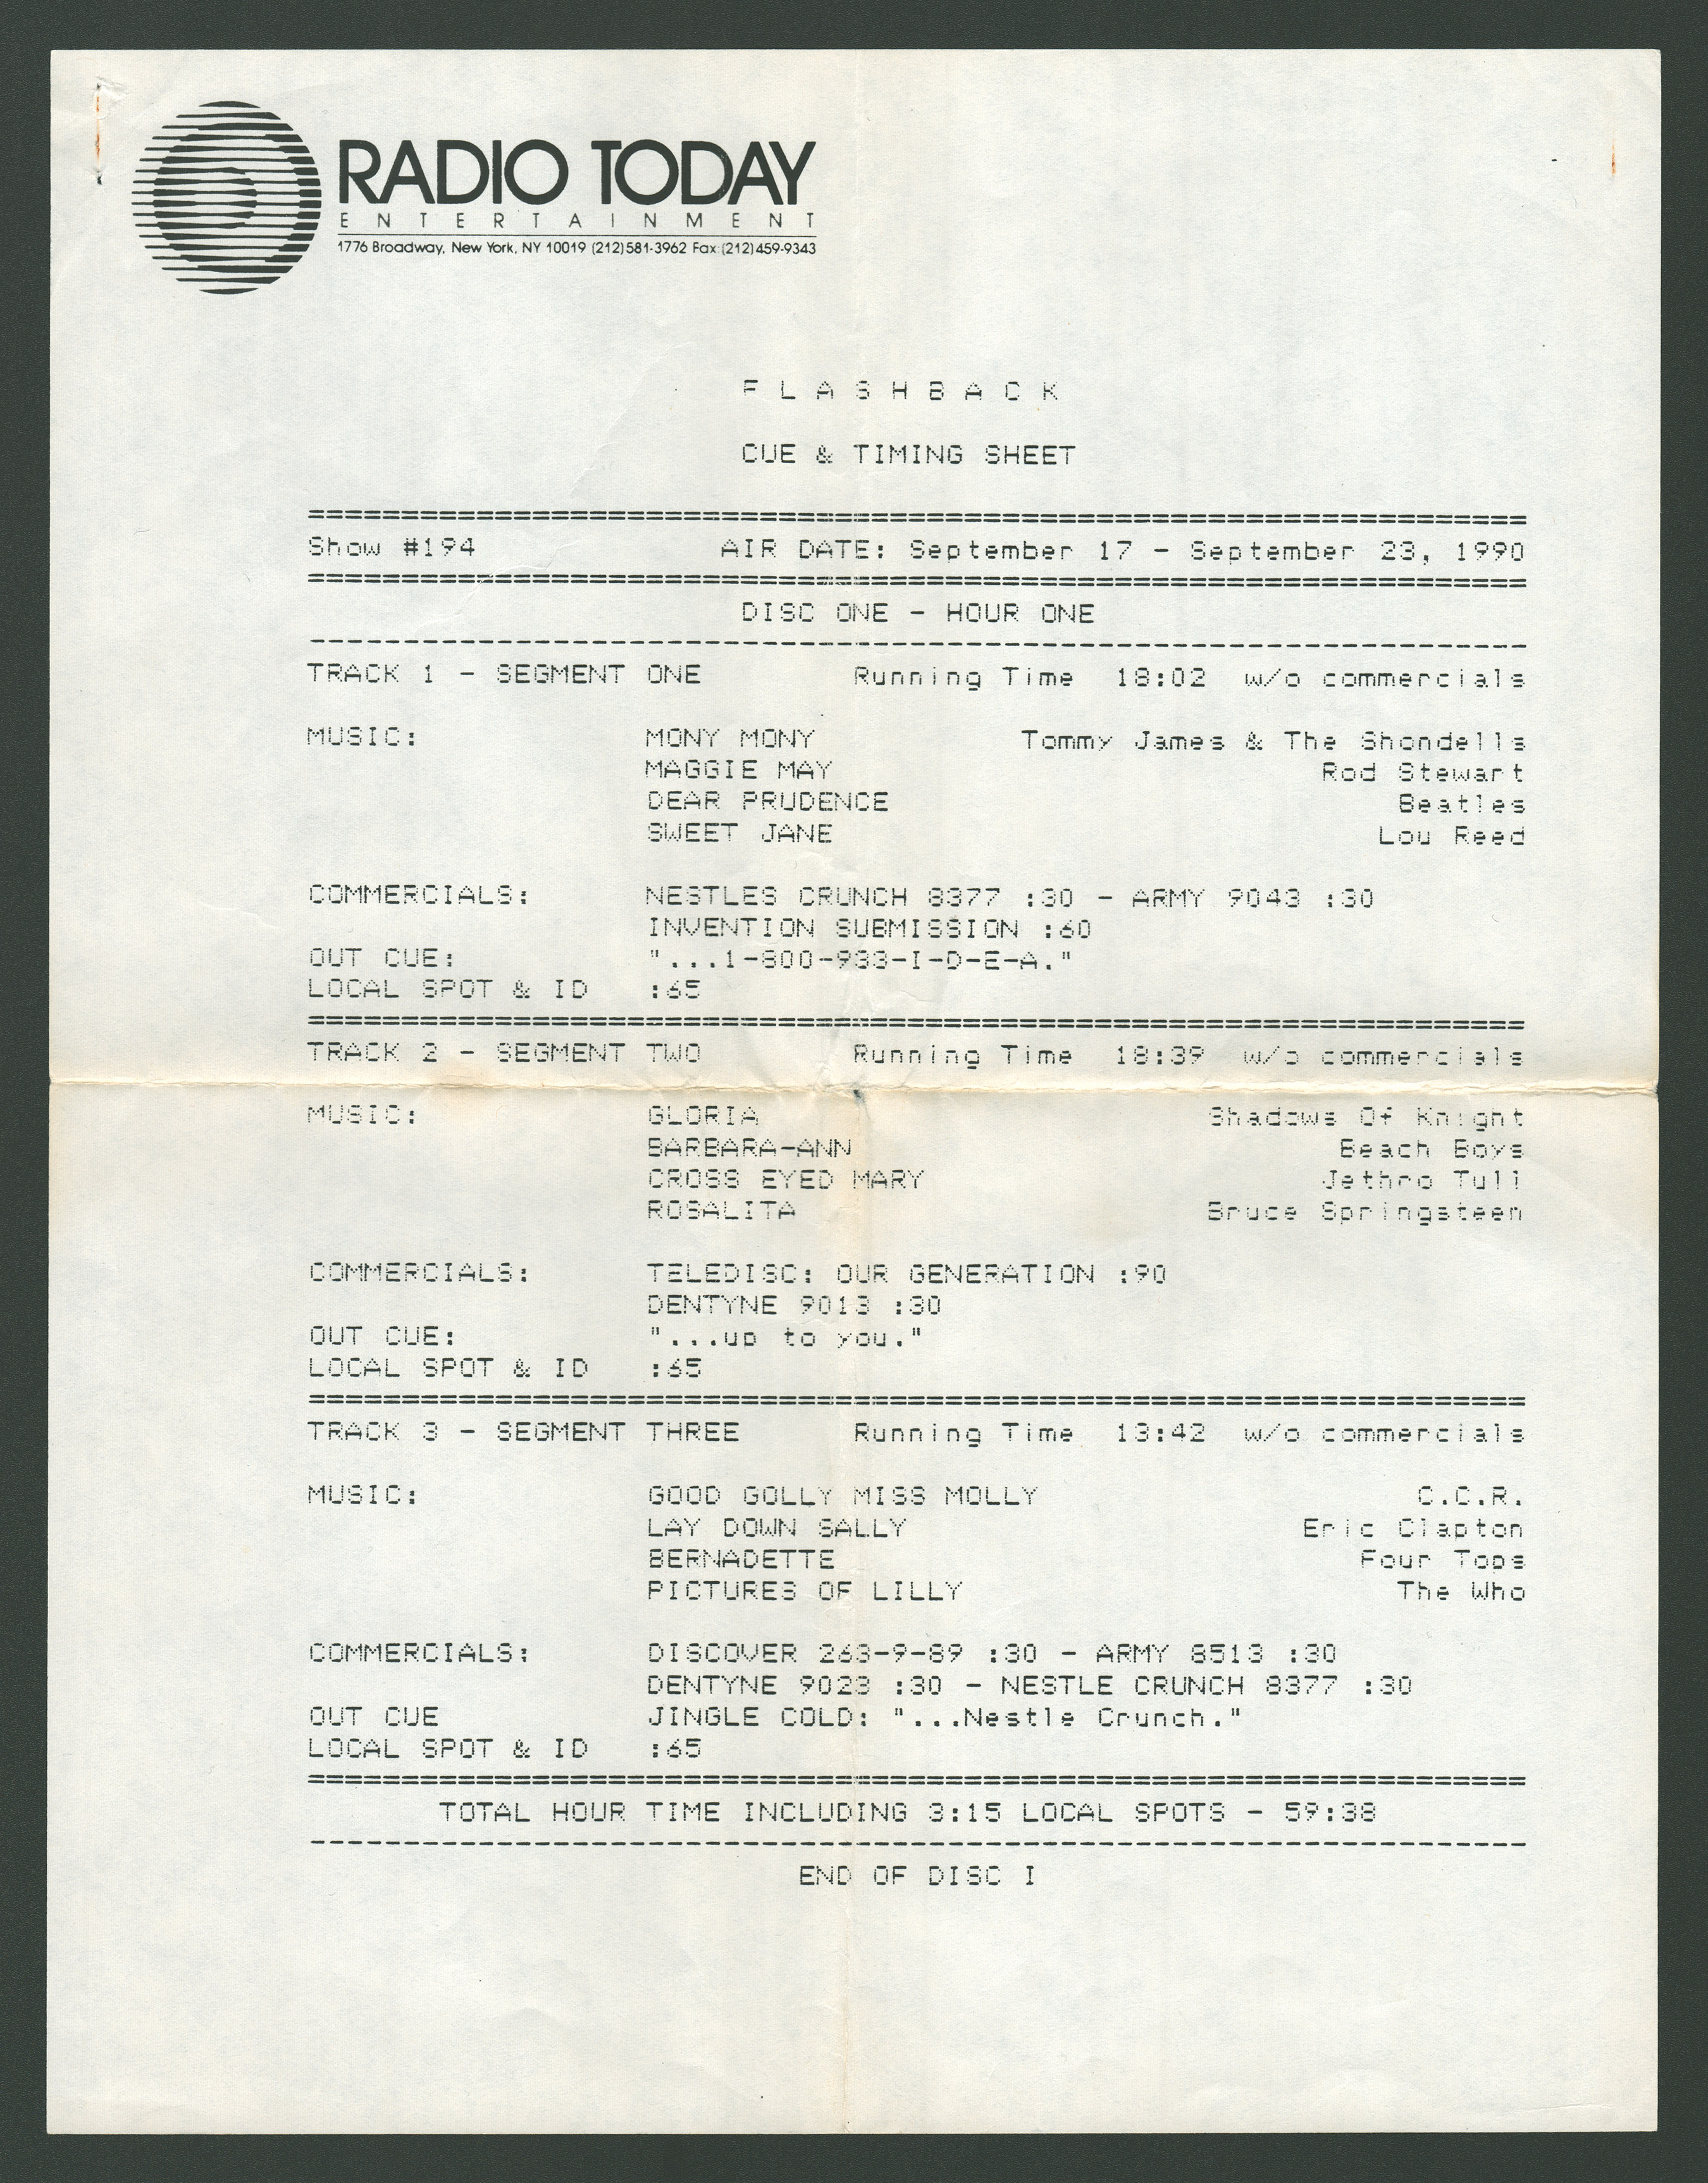 RADIO TODAY
ENTERTAINMENT
1776 Broadway, New York, NY 10019 (212)581-3962 Fax:(212)459-9343
F L A S H B A C K
CUE & TIMING SHEET
=================================================================
Show #194 AIR DATE: September 17 - September 23, 1990
=================================================================
DISC ONE - HOUR ONE
-----------------------------------------------------------------
TRACK 1 - SEGMENT ONE Running Time 18:02 w/o commercials
MUSIC: MONY MONY Tommy James & The Shondells
MAGGIE MAY Rod Stewart
DEAR PRUDENCE Beatles
SWEET JANE Lou Reed
COMMERCIALS: NESTLES CRUNCH 8377 :30 - ARMY 9043 :30
INVENTION SUBMISSION :60
OUT CUE: "...1-800-933-I-D-E-A."
LOCAL SPOT & ID :65
=================================================================
TRACK 2 - SEGMENT TWO Running Time 18:39 w/o commercials
MUSIC: GLORIA Shadows Of Knight
BARBARA-ANN Beach Boys
CROSS EYED MARY Jethro Tull
ROSALITA Bruce Springsteen
COMMERCIALS: TELEDISC: OUR GENERATION :90
DENTYNE 9013 :30
OUT CUE: "...up to you."
LOCAL SPOT & ID :65
=================================================================
TRACK 3 - SEGMENT THREE Running Time 13:42 w/o commercials
MUSIC: GOOD GOLLY MISS MOLLY C.C.R.
LAY DOWN SALLY Eric Clapton
BERNADETTE Four Tops
PICTURES OF LILLY The Who
COMMERCIALS: DISCOVER 263-9-89 :30 - ARMY 8513 :30
DENTYNE 9023 :30 - NESTLE CRUNCH 8377 :30
OUT CUE JINGLE COLD: "...Nestle Crunch."
LOCAL SPOT & ID :65
=================================================================
TOTAL HOUR TIME INCLUDING 3:15 LOCAL SPOTS - 59:38
-----------------------------------------------------------------
END OF DISC I